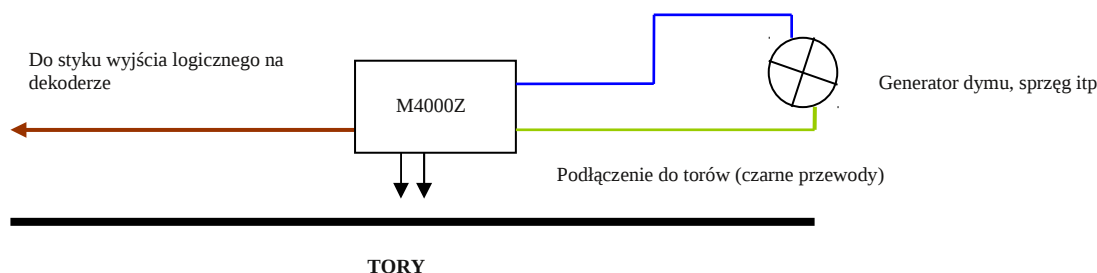 Do styku wyjścia logicznego na
dekoderze
M4000Z
Generator dymu, sprzęg itp
Podłączenie do torów (czarne przewody)
TORY